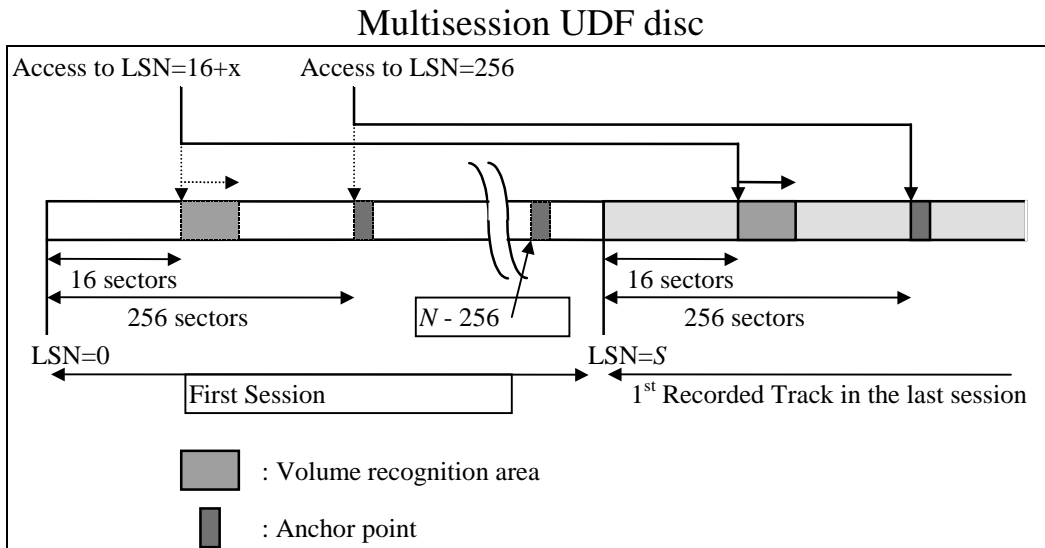 Multisession UDF disc
Access to LSN=16+x Access to LSN=256
16 sectors 16 sectors
256 sectors N - 256 256 sectors
LSN=0 LSN=S
First Session 1st Recorded Track in the last session
: Volume recognition area
: Anchor point